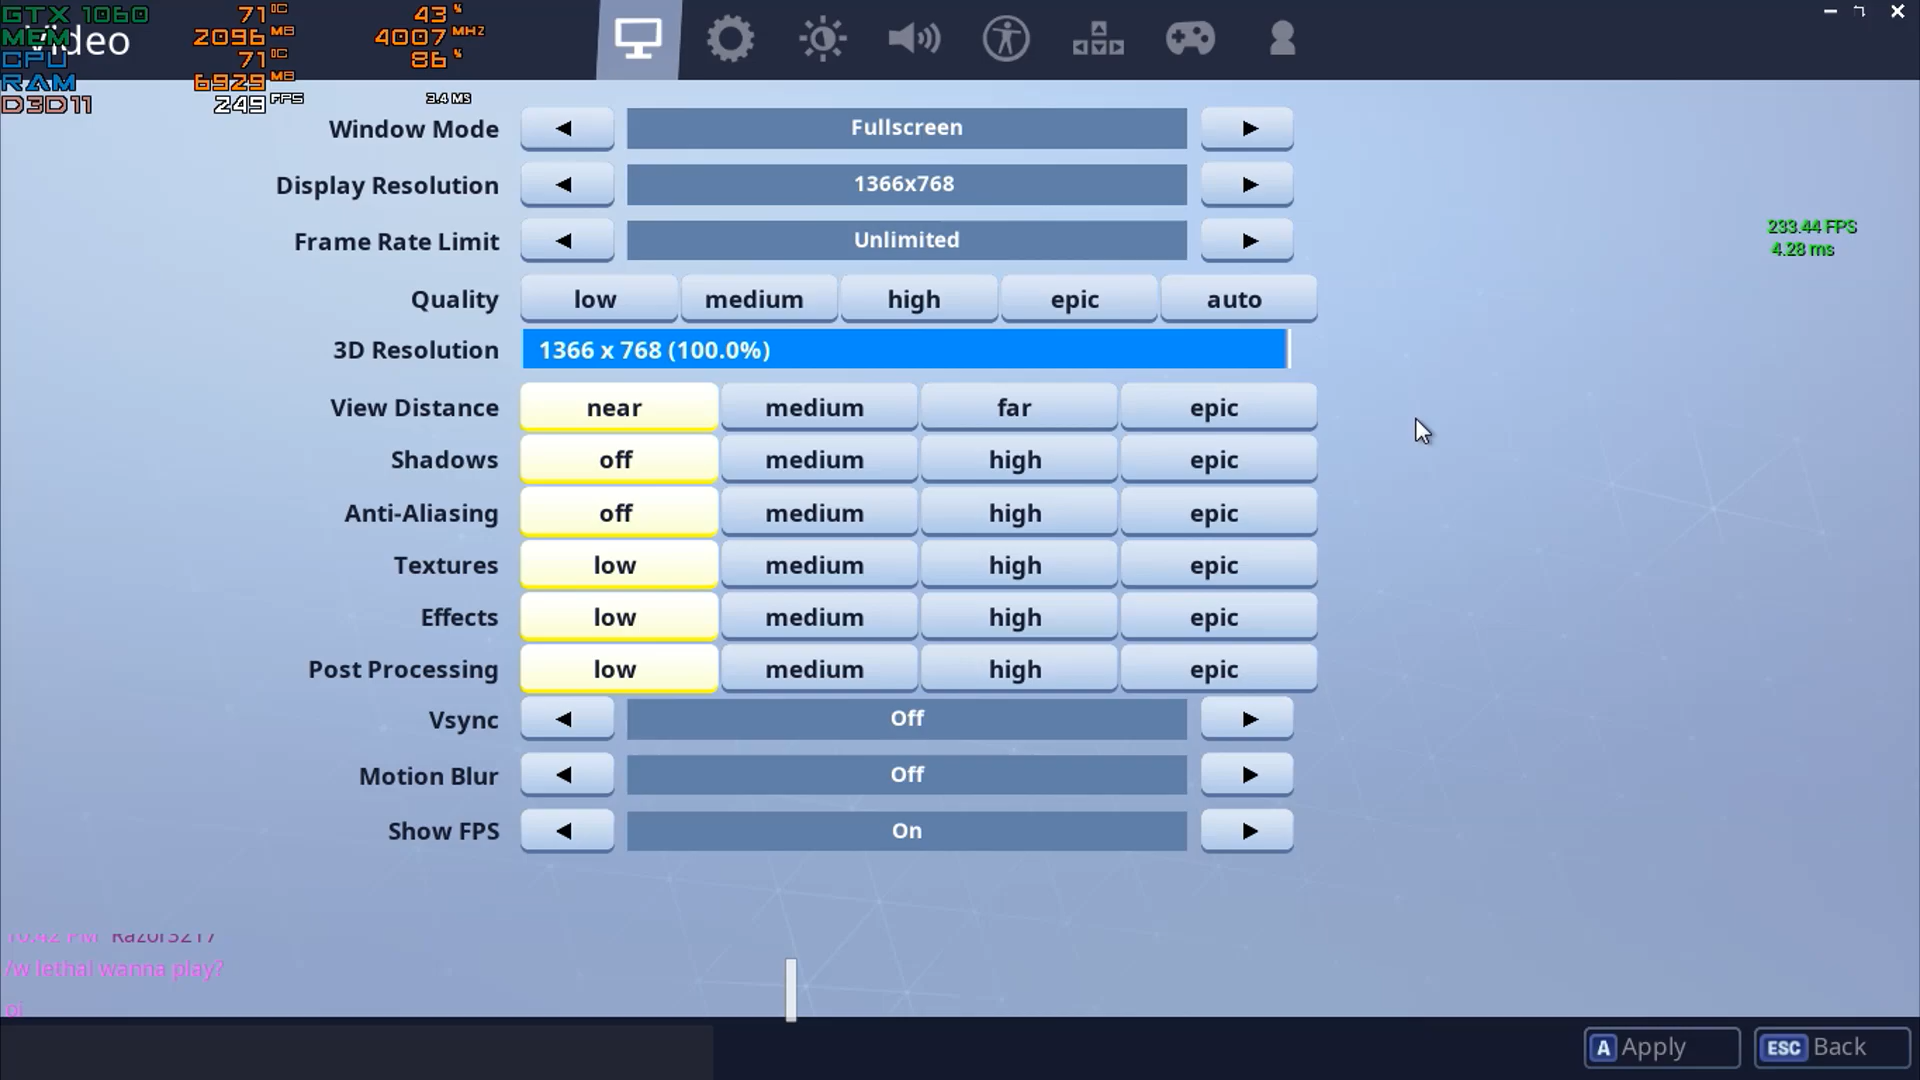 GTX 1060 71 °C 43 %
MEM 2096 MB 4007 MHZ
Video
CPU 71 °C 86 %
RAM 6929 MB
D3D11 249 FPS 3.4 MS
Window Mode ◀ Fullscreen ▶
Display Resolution ◀ 1366x768 ▶
Frame Rate Limit ◀ Unlimited ▶
233.44 FPS
4.28 ms
Quality low medium high epic auto
3D Resolution 1366 x 768 (100.0%)
View Distance near medium far epic
Shadows off medium high epic
Anti-Aliasing off medium high epic
Textures low medium high epic
Effects low medium high epic
Post Processing low medium high epic
Vsync ◀ Off ▶
Motion Blur ◀ Off ▶
Show FPS ◀ On ▶
10:42 PM Razor3217
/w lethal wanna play?
A Apply ESC Back